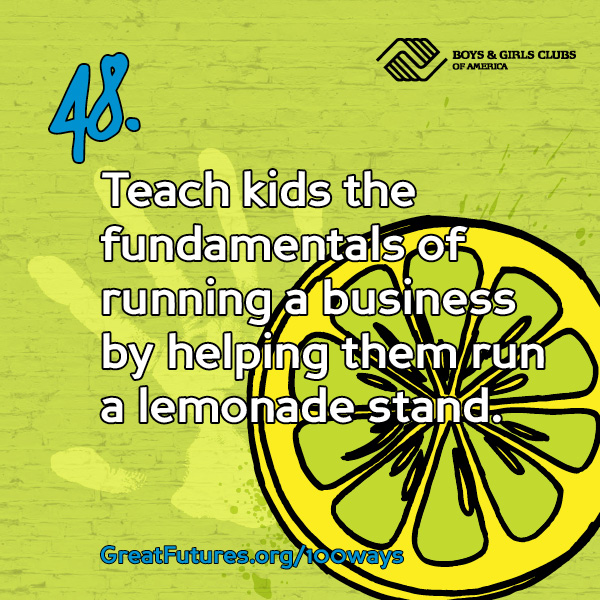 48.
BOYS & GIRLS CLUBS
OF AMERICA
Teach kids the
fundamentals of
running a business
by helping them run
a lemonade stand.
GreatFutures.org/100ways